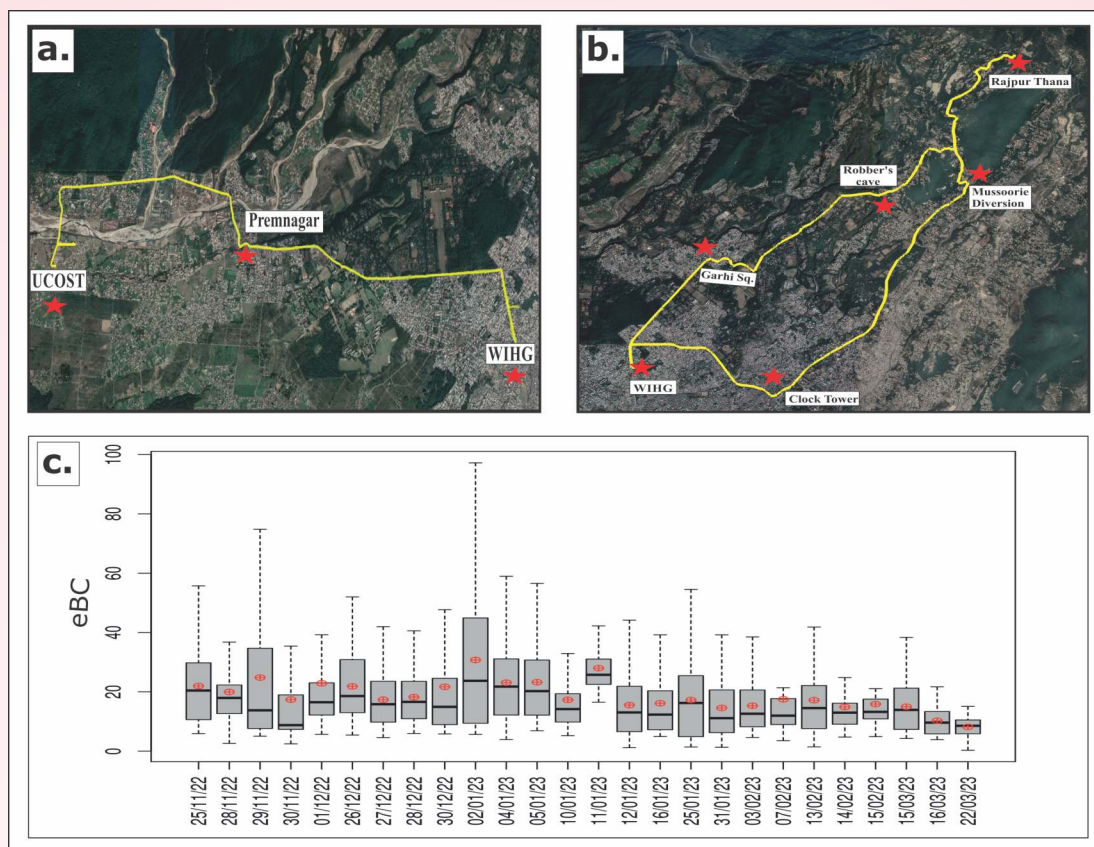 a.
Premnagar
UCOST
WIHG
b.
Rajpur Thana
Robber's
cave
Mussoorie
Diversion
Garhi Sq.
WIHG
Clock Tower
c.
eBC
100
80
60
40
20
0
25/11/22
28/11/22
29/11/22
30/11/22
01/12/22
26/12/22
27/12/22
28/12/22
30/12/22
02/01/23
04/01/23
05/01/23
10/01/23
11/01/23
12/01/23
16/01/23
25/01/23
31/01/23
03/02/23
07/02/23
13/02/23
14/02/23
15/02/23
15/03/23
16/03/23
22/03/23